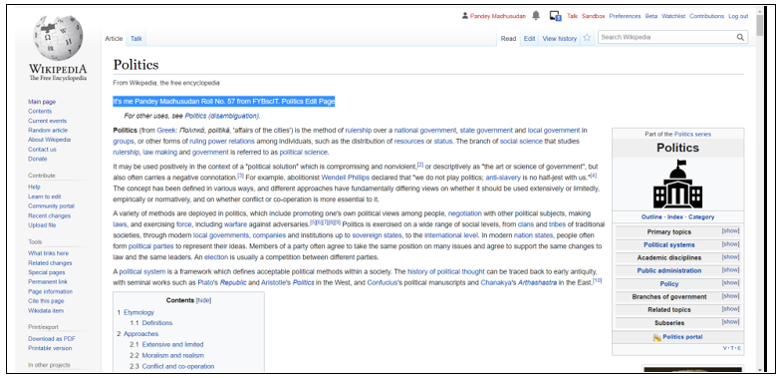 Pandey Madhusudan Talk Sandbox Preferences Beta Watchlist Contributions Log out
Article Talk
Read Edit View history Search Wikipedia
WIKIPEDIA
The Free Encyclopedia
Main page
Contents
Current events
Random article
About Wikipedia
Contact us
Donate
Contribute
Help
Learn to edit
Community portal
Recent changes
Upload file
Tools
What links here
Related changes
Special pages
Permanent link
Page information
Cite this page
Wikidata item
Print/export
Download as PDF
Printable version
In other projects
Politics
From Wikipedia, the free encyclopedia
It's me Pandey Madhusudan Roll No. 57 from FYBscIT. Politics Edit Page
For other uses, see Politics (disambiguation).
Politics (from Greek: Πολιτικά, politiká, 'affairs of the cities') is the method of rulership over a national government, state government and local government in
groups, or other forms of ruling power relations among individuals, such as the distribution of resources or status. The branch of social science that studies
rulership, law making and government is referred to as political science.
It may be used positively in the context of a "political solution" which is compromising and nonviolent,[2] or descriptively as "the art or science of government", but
also often carries a negative connotation.[3] For example, abolitionist Wendell Phillips declared that "we do not play politics; anti-slavery is no half-jest with us."[4]
The concept has been defined in various ways, and different approaches have fundamentally differing views on whether it should be used extensively or limitedly,
empirically or normatively, and on whether conflict or co-operation is more essential to it.
A variety of methods are deployed in politics, which include promoting one's own political views among people, negotiation with other political subjects, making
laws, and exercising force, including warfare against adversaries.[5][6][7][8][9] Politics is exercised on a wide range of social levels, from clans and tribes of traditional
societies, through modern local governments, companies and institutions up to sovereign states, to the international level. In modern nation states, people often
form political parties to represent their ideas. Members of a party often agree to take the same position on many issues and agree to support the same changes to
law and the same leaders. An election is usually a competition between different parties.
A political system is a framework which defines acceptable political methods within a society. The history of political thought can be traced back to early antiquity,
with seminal works such as Plato's Republic and Aristotle's Politics in the West, and Confucius's political manuscripts and Chanakya's Arthashastra in the East.[10]
Contents [hide]
1 Etymology
1.1 Definitions
2 Approaches
2.1 Extensive and limited
2.2 Moralism and realism
2.3 Conflict and co-operation
Part of the Politics series
Politics
Outline · Index · Category
Primary topics [show]
Political systems [show]
Academic disciplines [show]
Public administration [show]
Policy [show]
Branches of government [show]
Related topics [show]
Subseries [show]
Politics portal
V · T · E